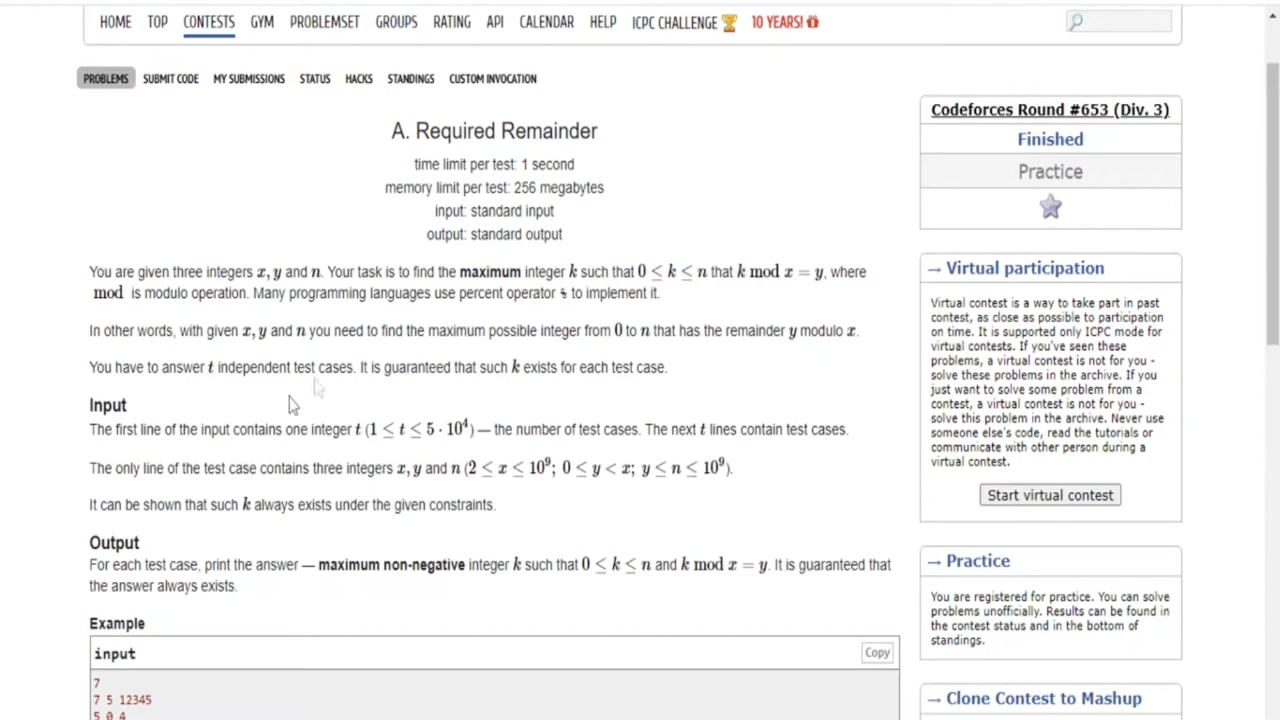 HOME TOP CONTESTS GYM PROBLEMSET GROUPS RATING API CALENDAR HELP ICPC CHALLENGE 10 YEARS!
PROBLEMS SUBMIT CODE MY SUBMISSIONS STATUS HACKS STANDINGS CUSTOM INVOCATION
A. Required Remainder
time limit per test: 1 second
memory limit per test: 256 megabytes
input: standard input
output: standard output
You are given three integers x, y and n. Your task is to find the maximum integer k such that 0 ≤ k ≤ n that k mod x = y, where
mod is modulo operation. Many programming languages use percent operator % to implement it.
In other words, with given x, y and n you need to find the maximum possible integer from 0 to n that has the remainder y modulo x.
You have to answer t independent test cases. It is guaranteed that such k exists for each test case.
Input
The first line of the input contains one integer t (1 ≤ t ≤ 5 · 10⁴) — the number of test cases. The next t lines contain test cases.
The only line of the test case contains three integers x, y and n (2 ≤ x ≤ 10⁹; 0 ≤ y < x; y ≤ n ≤ 10⁹).
It can be shown that such k always exists under the given constraints.
Output
For each test case, print the answer — maximum non-negative integer k such that 0 ≤ k ≤ n and k mod x = y. It is guaranteed that
the answer always exists.
Example
input Copy
7
7 5 12345
5 0 4
Codeforces Round #653 (Div. 3)
Finished
Practice
→ Virtual participation
Virtual contest is a way to take part in past
contest, as close as possible to participation
on time. It is supported only ICPC mode for
virtual contests. If you've seen these
problems, a virtual contest is not for you -
solve these problems in the archive. If you
just want to solve some problem from a
contest, a virtual contest is not for you -
solve this problem in the archive. Never use
someone else's code, read the tutorials or
communicate with other person during a
virtual contest.
Start virtual contest
→ Practice
You are registered for practice. You can solve
problems unofficially. Results can be found in
the contest status and in the bottom of
standings.
→ Clone Contest to Mashup